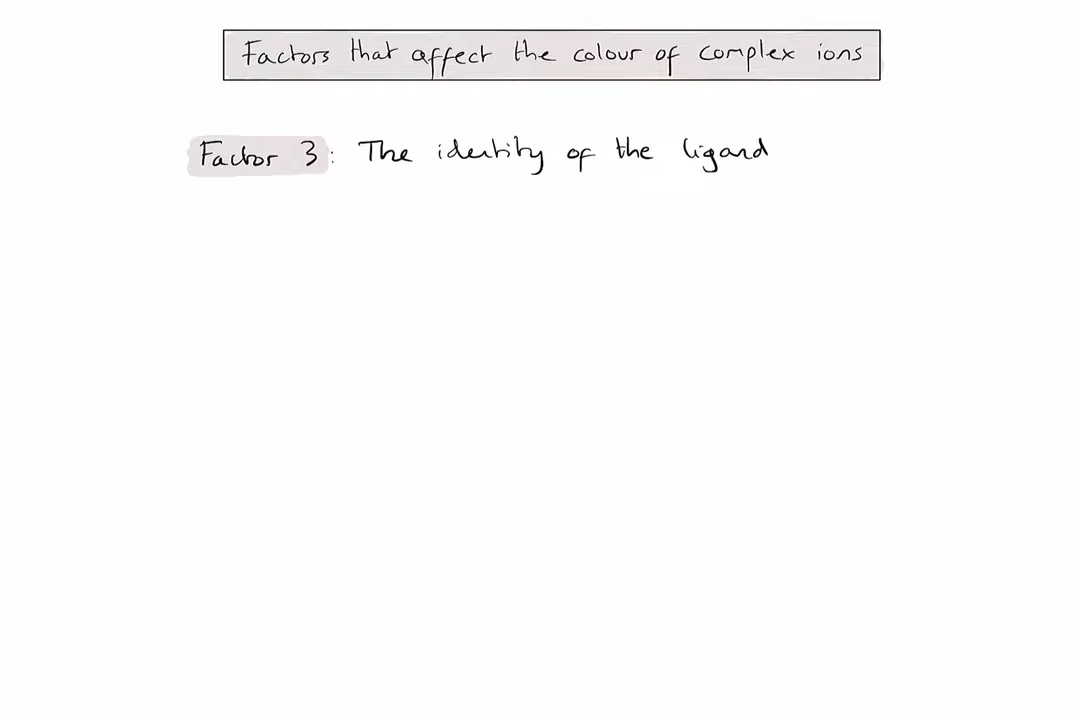 Factors that affect the colour of complex ions
Factor 3: The identity of the ligand